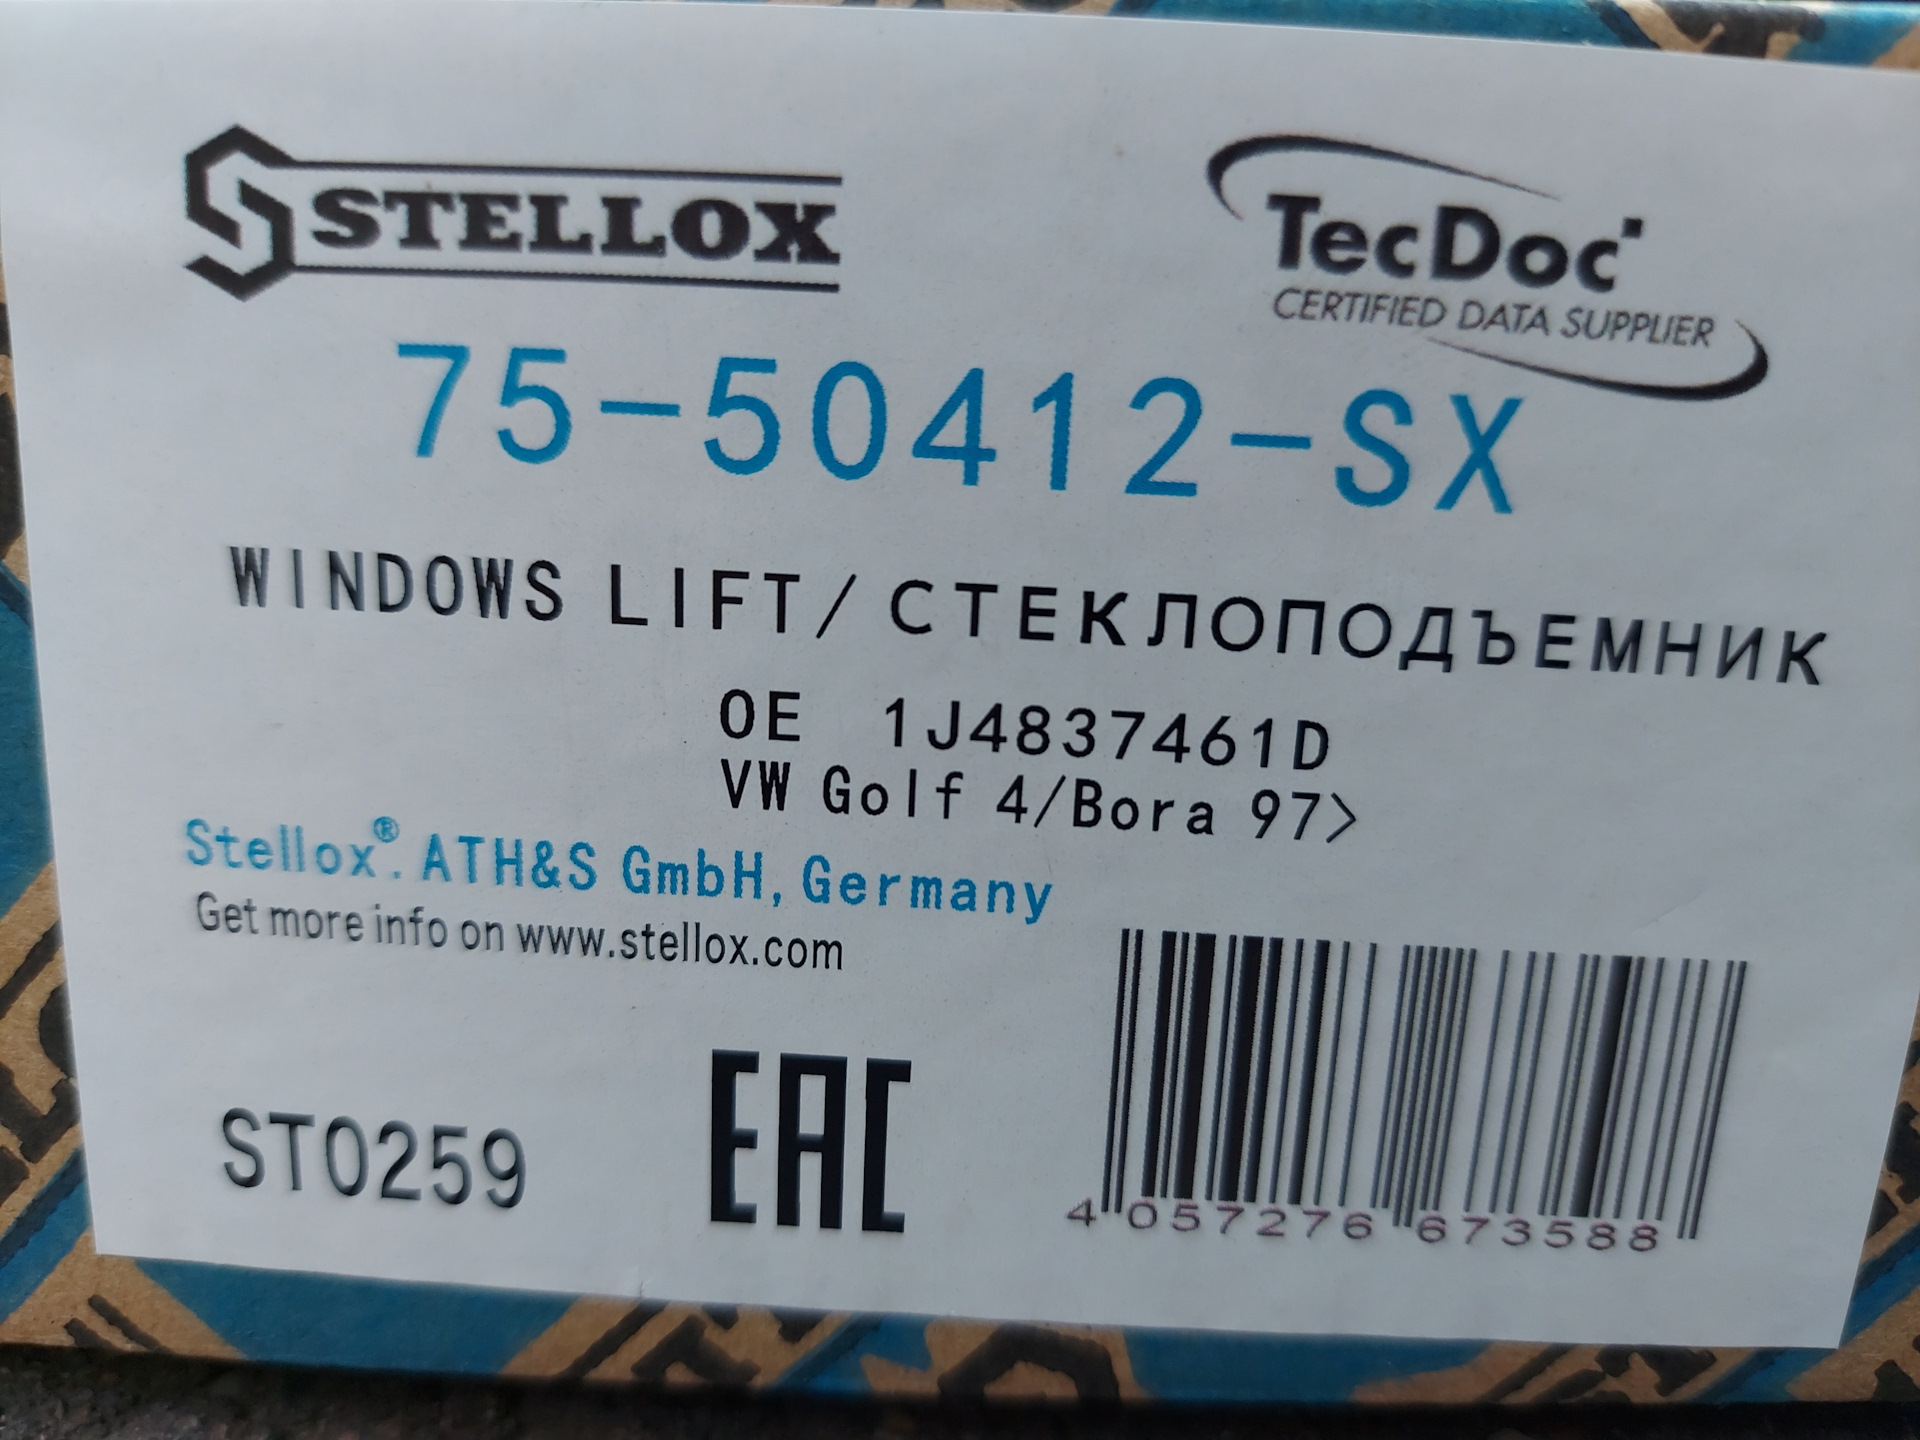 STELLOX
TecDoc
CERTIFIED DATA SUPPLIER
75-50412-SX
WINDOWS LIFT/ СТЕКЛОПОДЪЕМНИК
OE 1J4837461D
VW Golf 4/Bora 97>
Stellox®. ATH&S GmbH, Germany
Get more info on www.stellox.com
ST0259
EAC
4 057276 673588